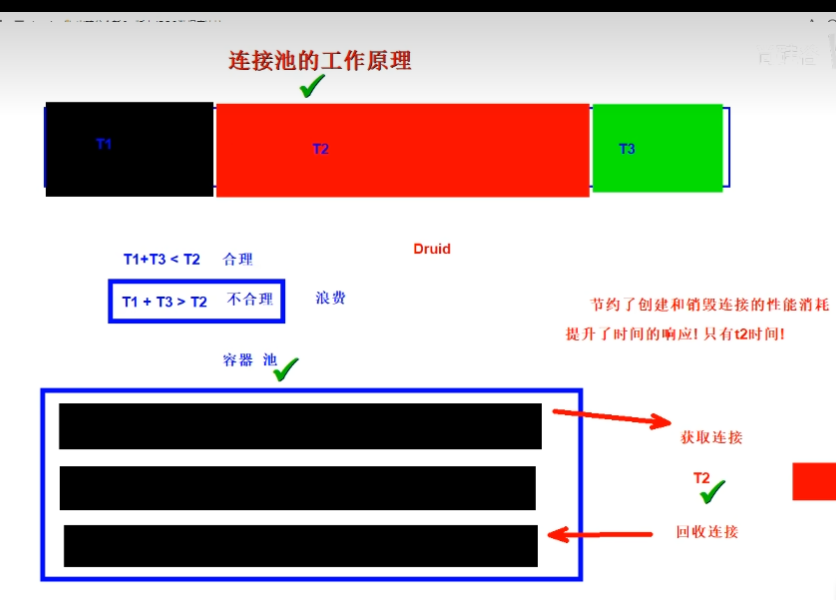 连接池的工作原理
T1
T2
T3
Druid
T1+T3 < T2 合理
T1 + T3 > T2 不合理 浪费
节约了创建和销毁连接的性能消耗
提升了时间的响应! 只有t2时间!
容器 池
获取连接
T2
回收连接